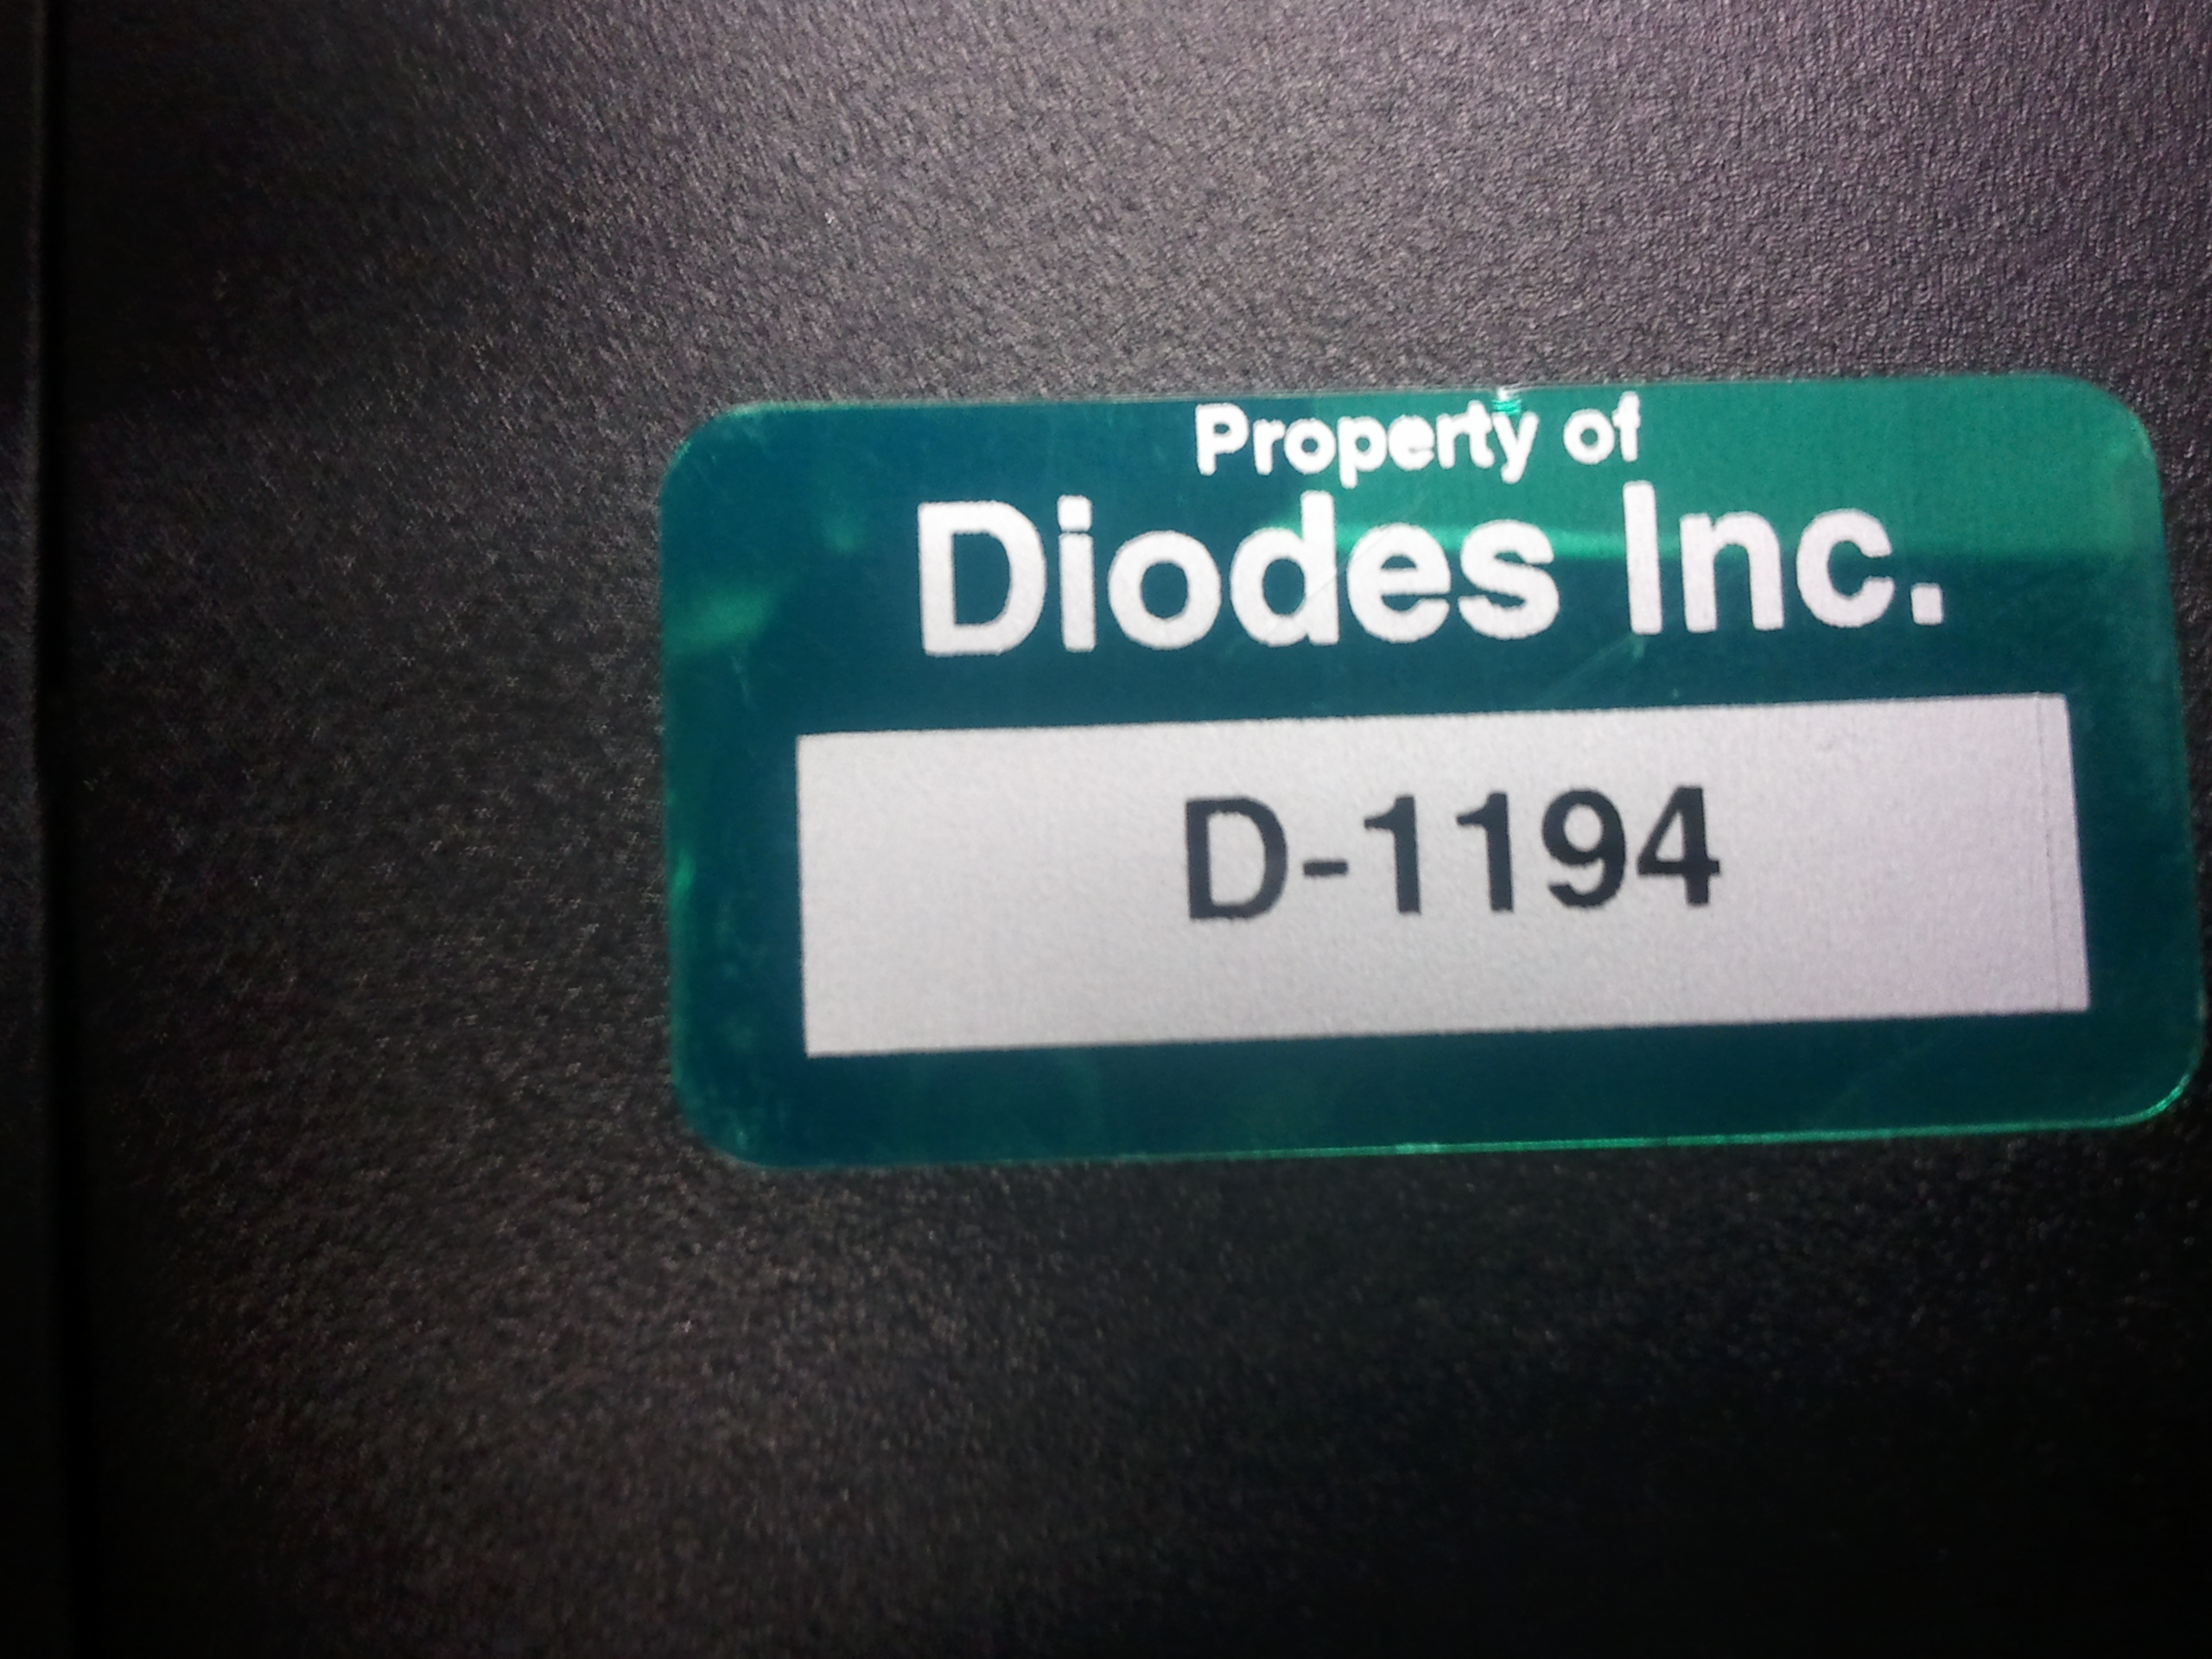 Property of
Diodes Inc.
D-1194